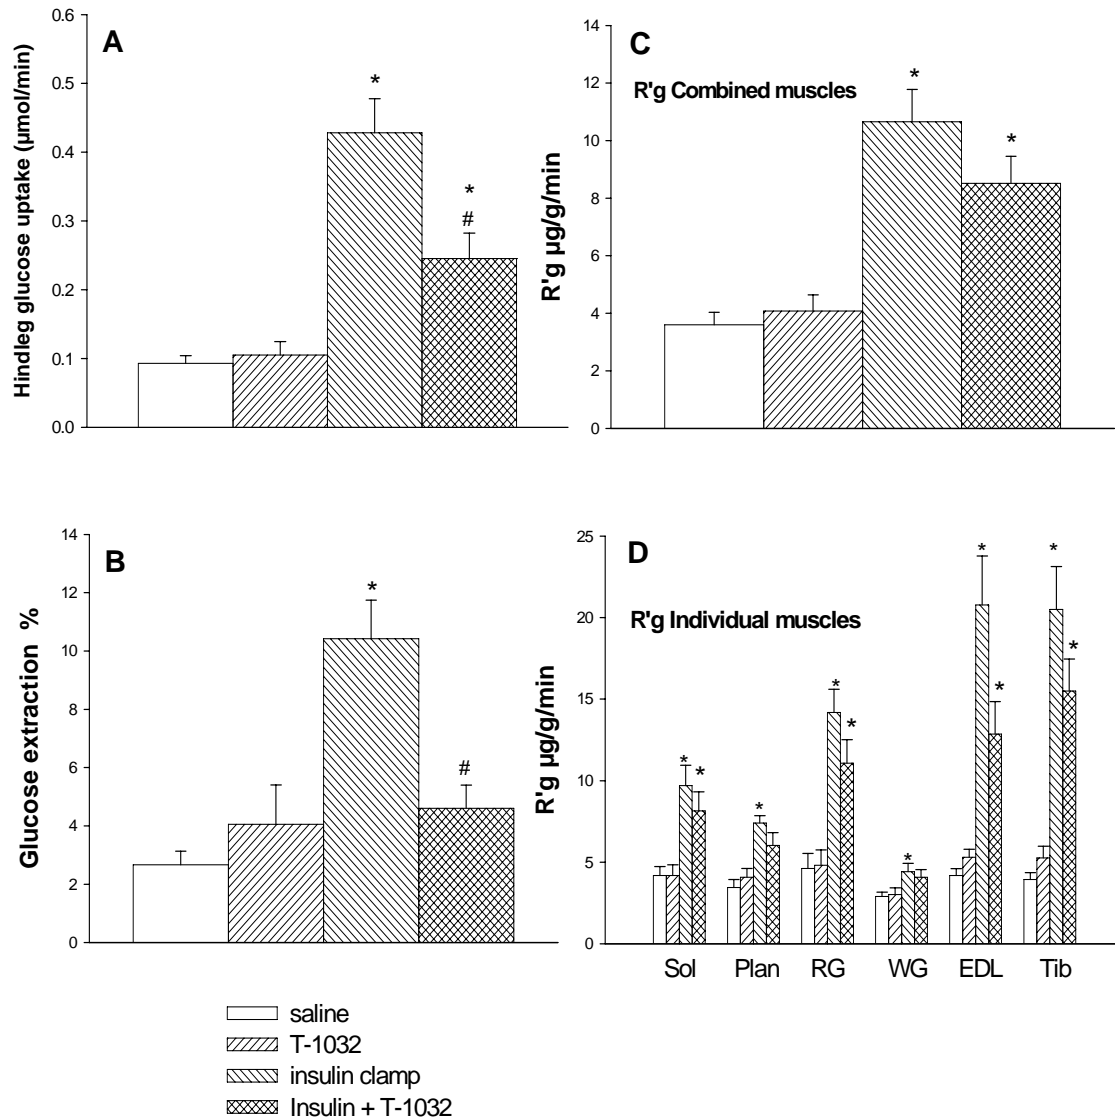 A
Hindleg glucose uptake (µmol/min)
0.6
0.5
0.4
0.3
0.2
0.1
0.0
*
*
#
C
R'g Combined muscles
R'g µg/g/min
14
12
10
8
6
4
2
0
*
*
B
Glucose extraction %
14
12
10
8
6
4
2
0
*
#
D
R'g Individual muscles
R'g µg/g/min
25
20
15
10
5
0
* * * * * * * * * *
Sol Plan RG WG EDL Tib
saline
T-1032
insulin clamp
Insulin + T-1032